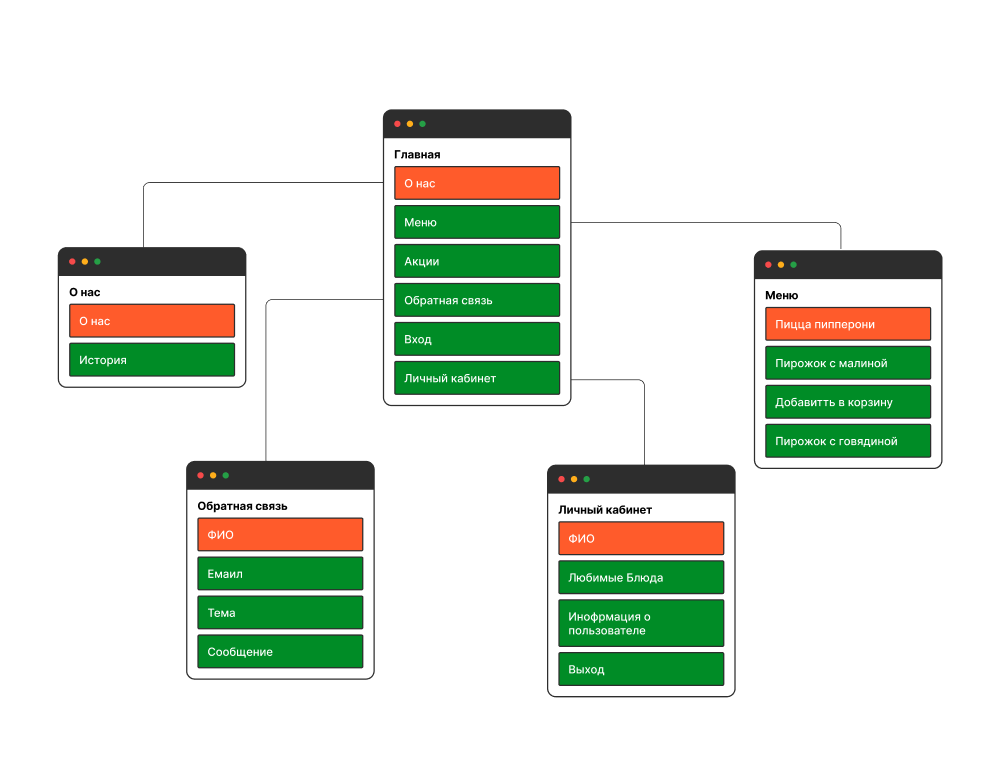 Главная
О нас
Меню
Акции
Обратная связь
Вход
Личный кабинет
О нас
О нас
История
Меню
Пицца пипперони
Пирожок с малиной
Добавитть в корзину
Пирожок с говядиной
Обратная связь
ФИО
Емаил
Тема
Сообщение
Личный кабинет
ФИО
Любимые Блюда
Инофрмация о
пользователе
Выход